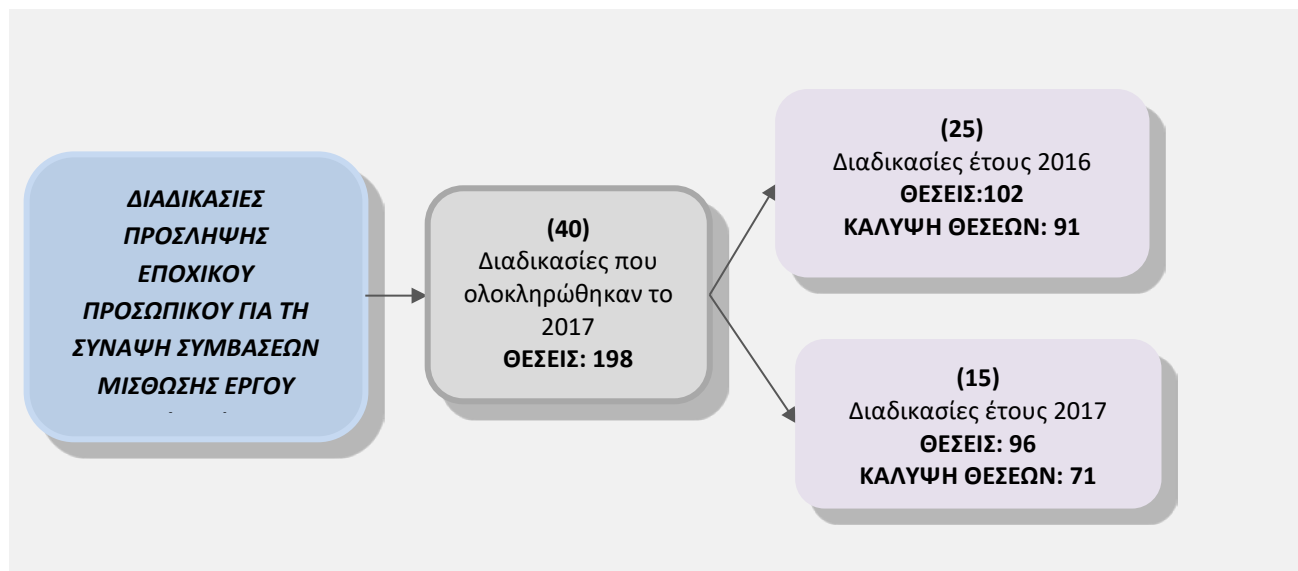 ΔΙΑΔΙΚΑΣΙΕΣ
ΠΡΟΣΛΗΨΗΣ
ΕΠΟΧΙΚΟΥ
ΠΡΟΣΩΠΙΚΟΥ ΓΙΑ ΤΗ
ΣΥΝΑΨΗ ΣΥΜΒΑΣΕΩΝ
ΜΙΣΘΩΣΗΣ ΕΡΓΟΥ
(40)
Διαδικασίες που
ολοκληρώθηκαν το
2017
ΘΕΣΕΙΣ: 198
(25)
Διαδικασίες έτους 2016
ΘΕΣΕΙΣ:102
ΚΑΛΥΨΗ ΘΕΣΕΩΝ: 91
(15)
Διαδικασίες έτους 2017
ΘΕΣΕΙΣ: 96
ΚΑΛΥΨΗ ΘΕΣΕΩΝ: 71